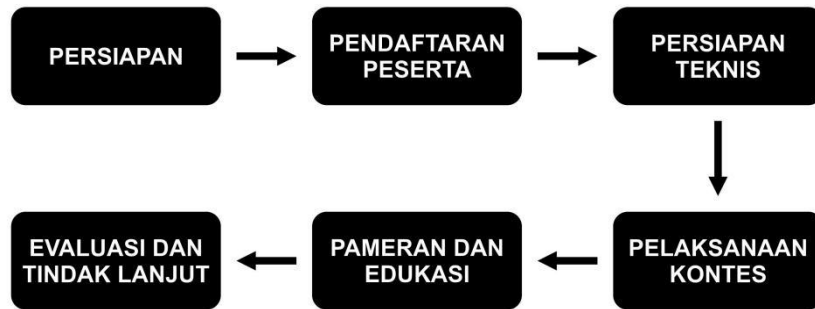 PERSIAPAN
PENDAFTARAN
PESERTA
PERSIAPAN
TEKNIS
PELAKSANAAN
KONTES
PAMERAN DAN
EDUKASI
EVALUASI DAN
TINDAK LANJUT